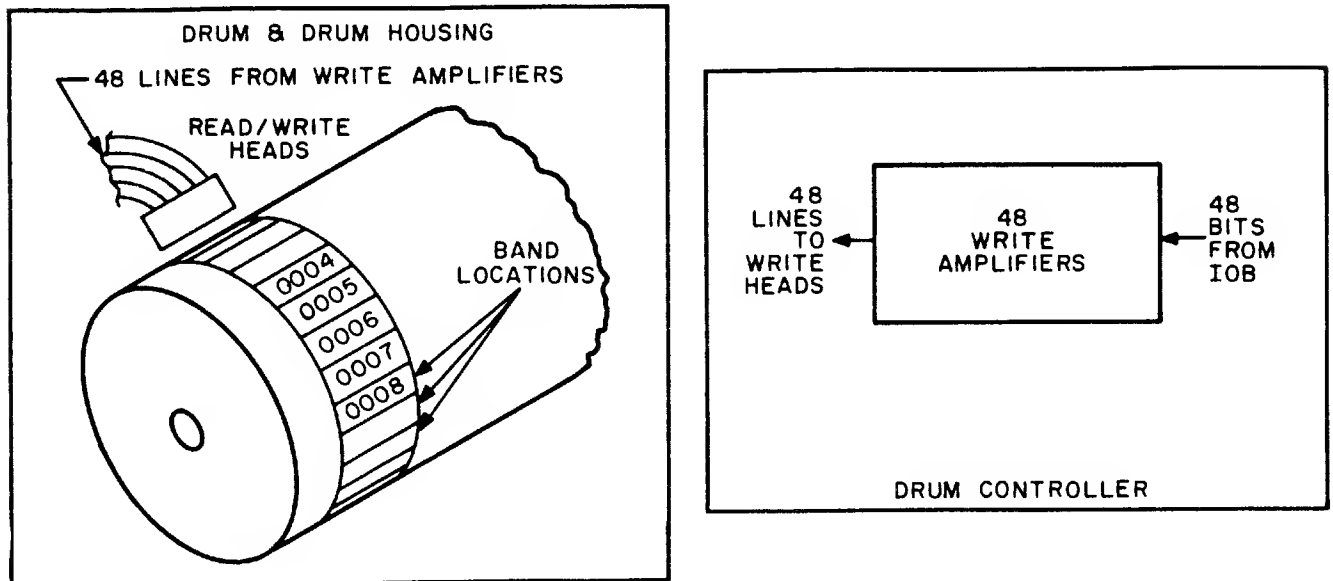 DRUM & DRUM HOUSING
48 LINES FROM WRITE AMPLIFIERS
READ/WRITE
HEADS
BAND
LOCATIONS
0004
0005
0006
0007
0008
48
LINES
TO
WRITE
HEADS
48
WRITE
AMPLIFIERS
48
BITS
FROM
IOB
DRUM CONTROLLER